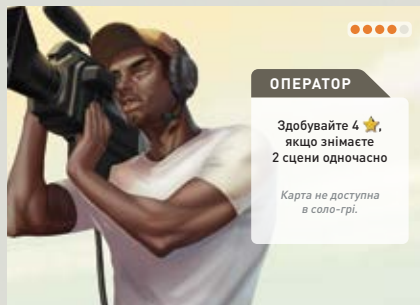 ОПЕРАТОР
Здобувайте 4 ⭐,
якщо знімаєте
2 сцени одночасно
Карта не доступна
в соло-грі.